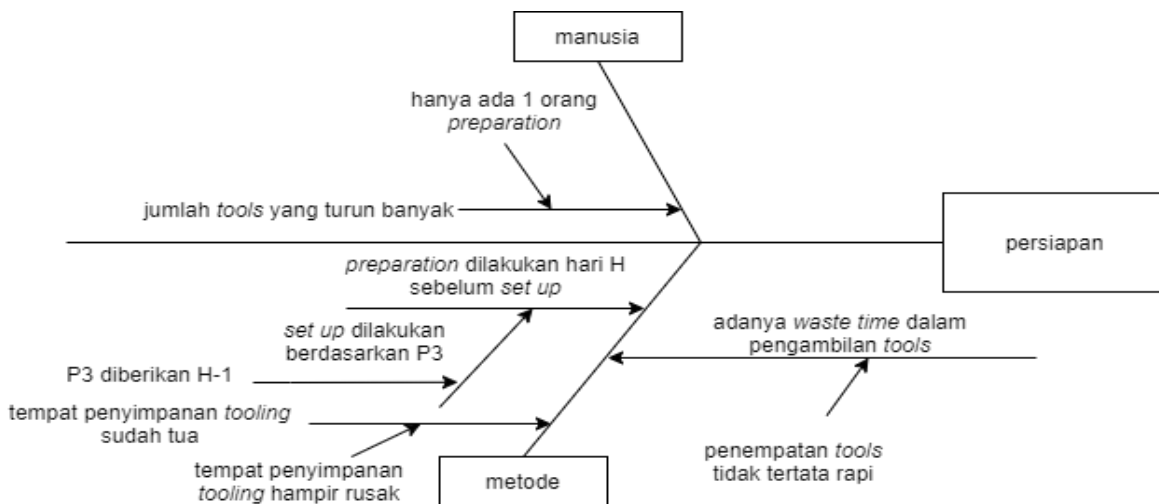 manusia
hanya ada 1 orang
preparation
jumlah tools yang turun banyak
persiapan
preparation dilakukan hari H
sebelum set up
set up dilakukan
berdasarkan P3
adanya waste time dalam
pengambilan tools
P3 diberikan H-1
tempat penyimpanan tooling
sudah tua
tempat penyimpanan
tooling hampir rusak
penempatan tools
tidak tertata rapi
metode